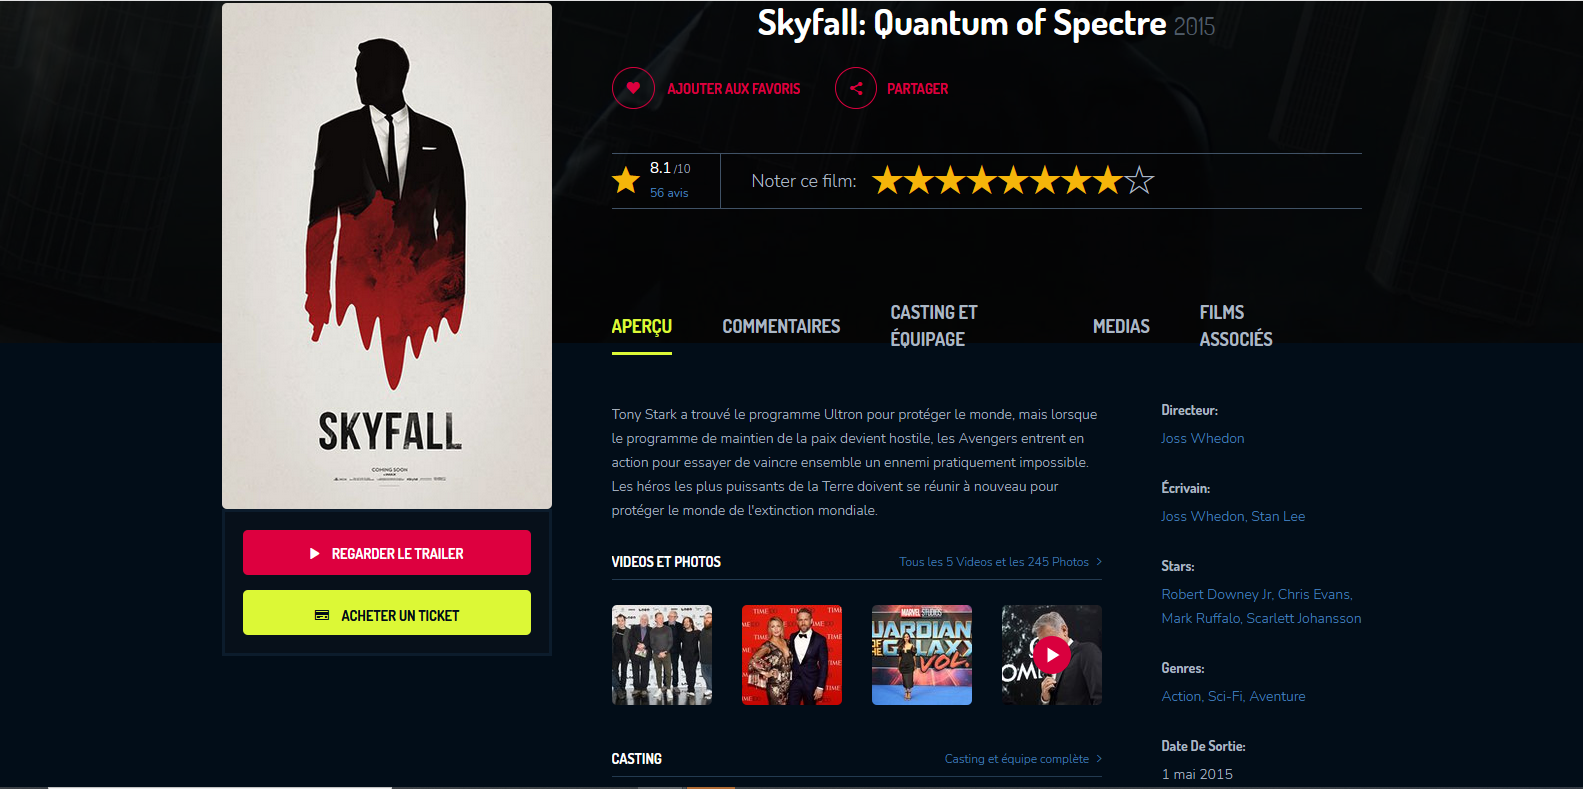 Skyfall: Quantum of Spectre 2015
AJOUTER AUX FAVORIS
PARTAGER
8.1 /10
56 avis
Noter ce film:
SKYFALL
COMING SOON
APERÇU
COMMENTAIRES
CASTING ET
ÉQUIPAGE
MEDIAS
FILMS
ASSOCIÉS
REGARDER LE TRAILER
ACHETER UN TICKET
Tony Stark a trouvé le programme Ultron pour protéger le monde, mais lorsque
le programme de maintien de la paix devient hostile, les Avengers entrent en
action pour essayer de vaincre ensemble un ennemi pratiquement impossible.
Les héros les plus puissants de la Terre doivent se réunir à nouveau pour
protéger le monde de l'extinction mondiale.
VIDEOS ET PHOTOS
Tous les 5 Videos et les 245 Photos
TIME
MARVEL STUDIOS
UARDIAN
GALAXY
VOL.
CASTING
Casting et équipe complète
Directeur:
Joss Whedon
Écrivain:
Joss Whedon, Stan Lee
Stars:
Robert Downey Jr, Chris Evans,
Mark Ruffalo, Scarlett Johansson
Genres:
Action, Sci-Fi, Aventure
Date De Sortie:
1 mai 2015